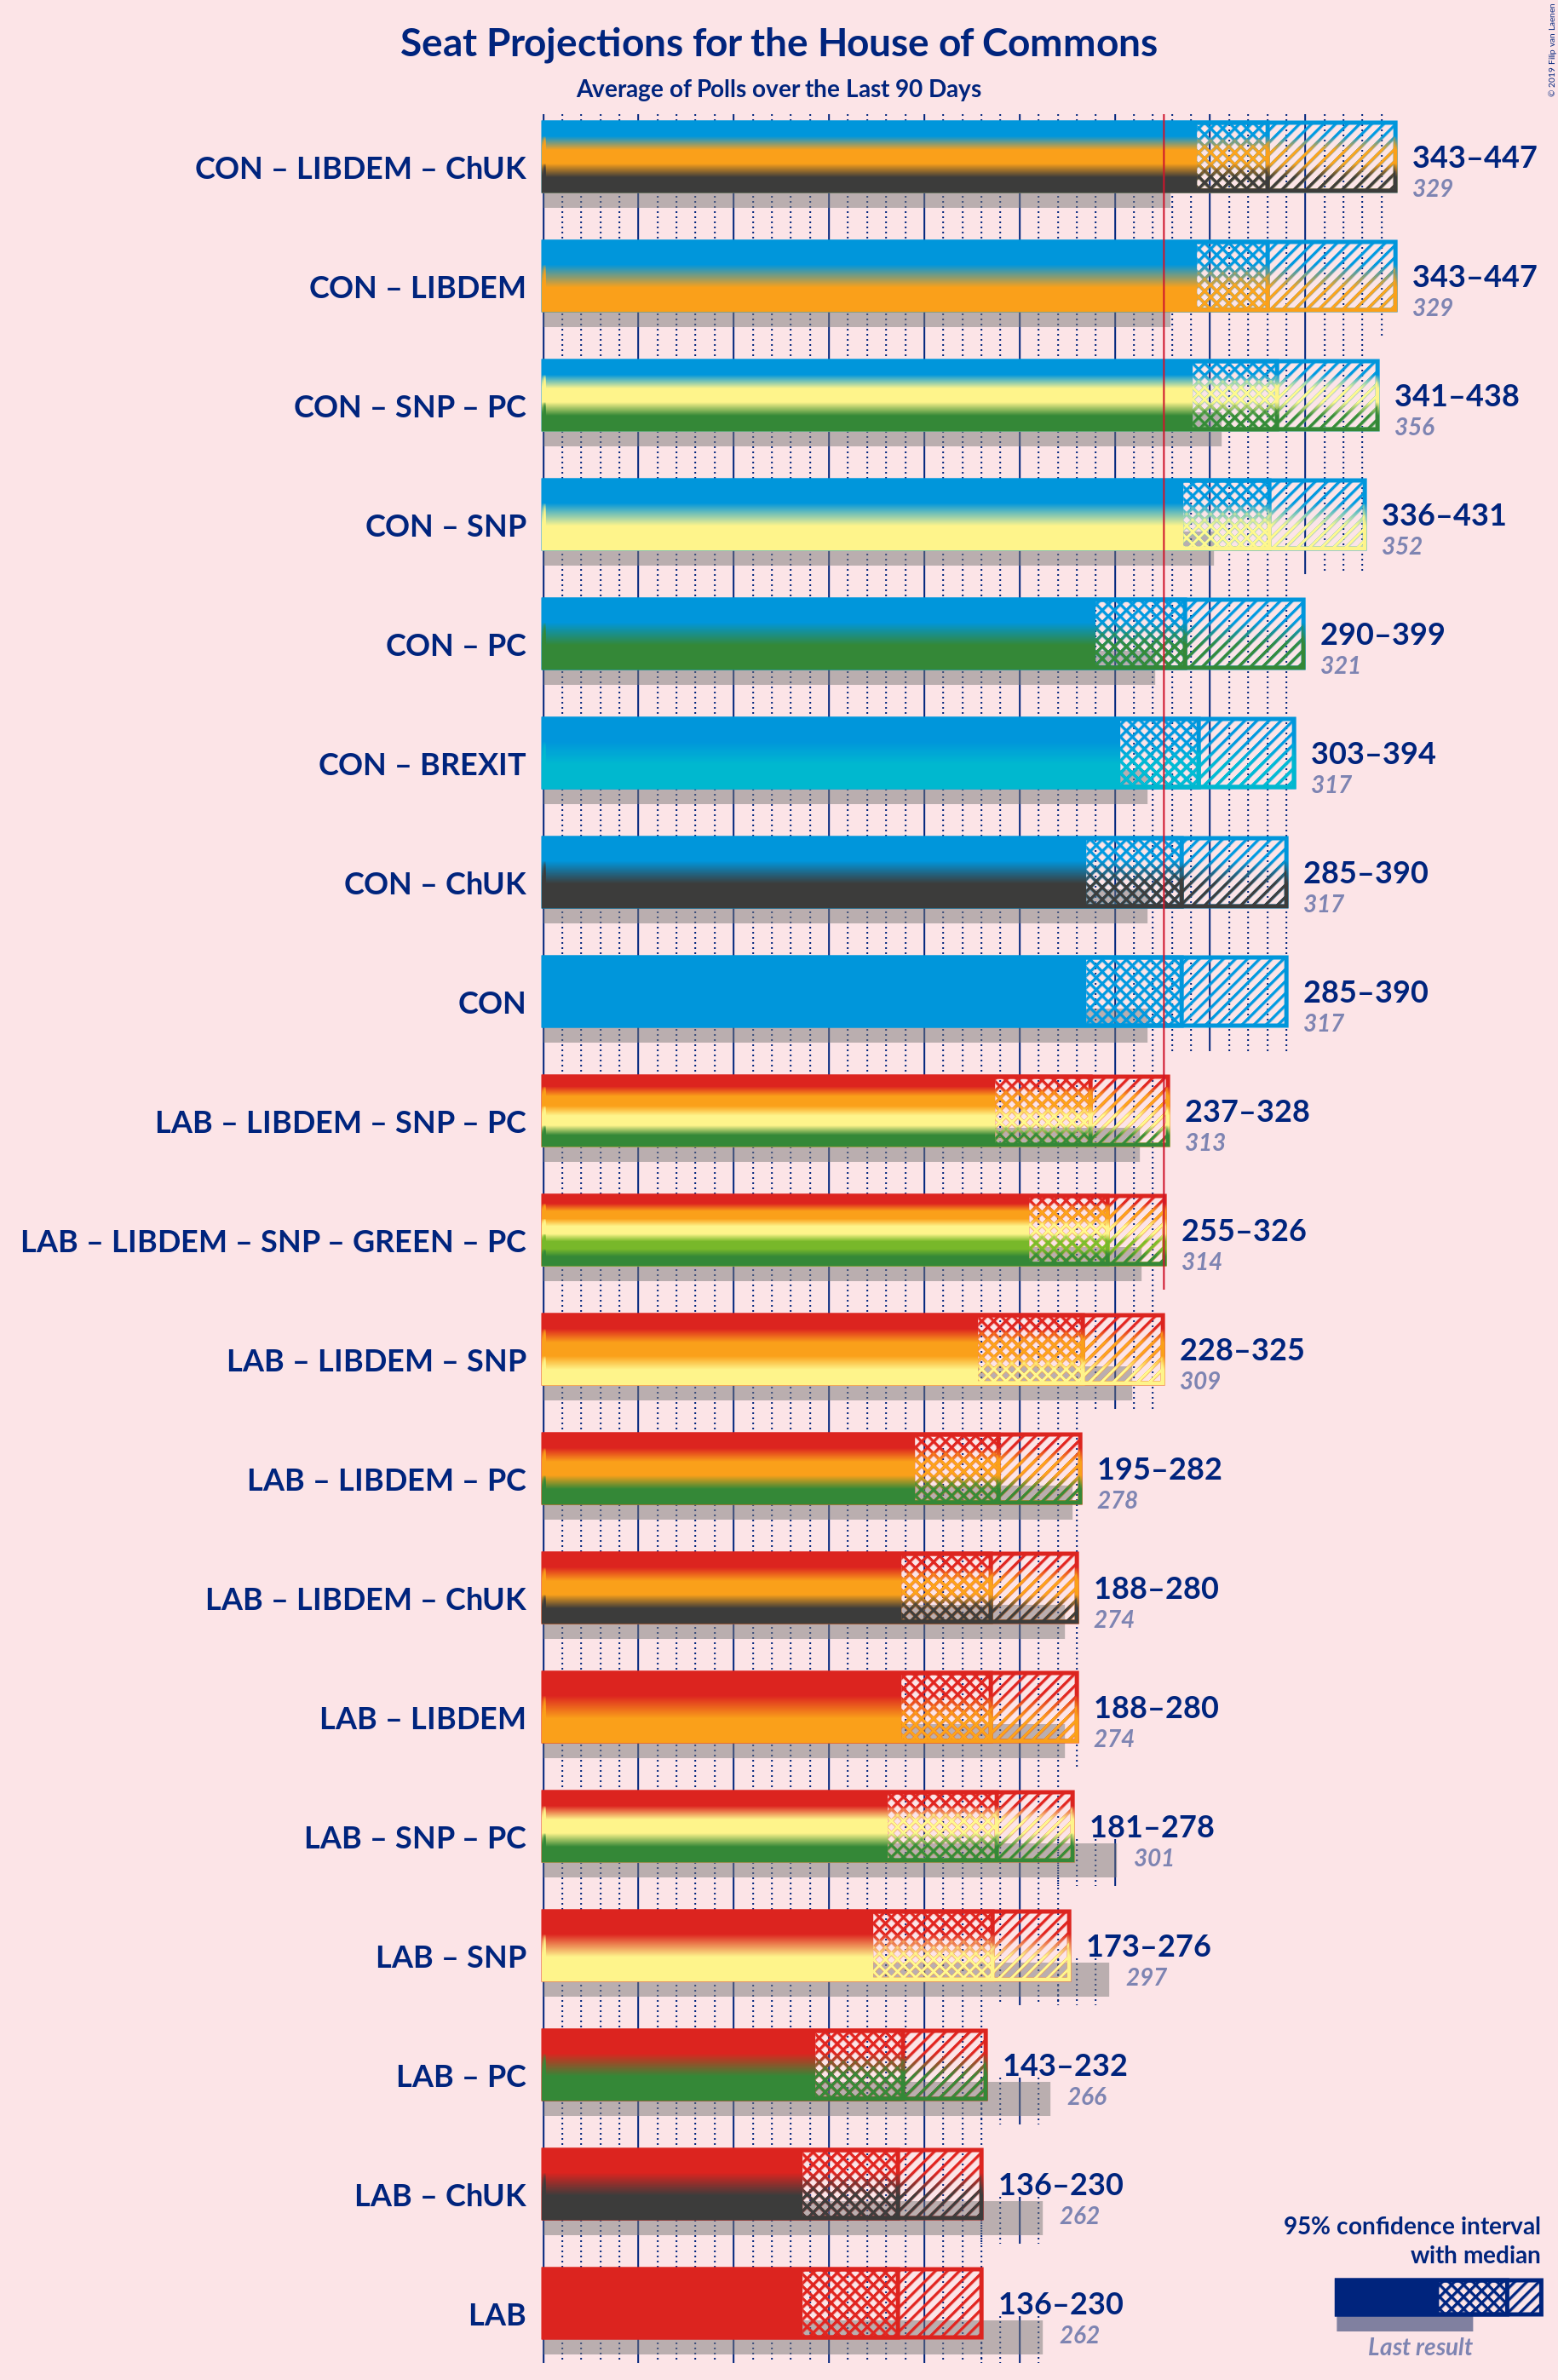 Seat Projections for the House of Commons
Average of Polls over the Last 90 Days
© 2019 Filip van Laenen
CON – LIBDEM – ChUK
343–447
329
CON – LIBDEM
343–447
329
CON – SNP – PC
341–438
356
CON – SNP
336–431
352
CON – PC
290–399
321
CON – BREXIT
303–394
317
CON – ChUK
285–390
317
CON
285–390
317
LAB – LIBDEM – SNP – PC
237–328
313
LAB – LIBDEM – SNP – GREEN – PC
255–326
314
LAB – LIBDEM – SNP
228–325
309
LAB – LIBDEM – PC
195–282
278
LAB – LIBDEM – ChUK
188–280
274
LAB – LIBDEM
188–280
274
LAB – SNP – PC
181–278
301
LAB – SNP
173–276
297
LAB – PC
143–232
266
LAB – ChUK
136–230
262
LAB
136–230
262
95% confidence interval
with median
Last result